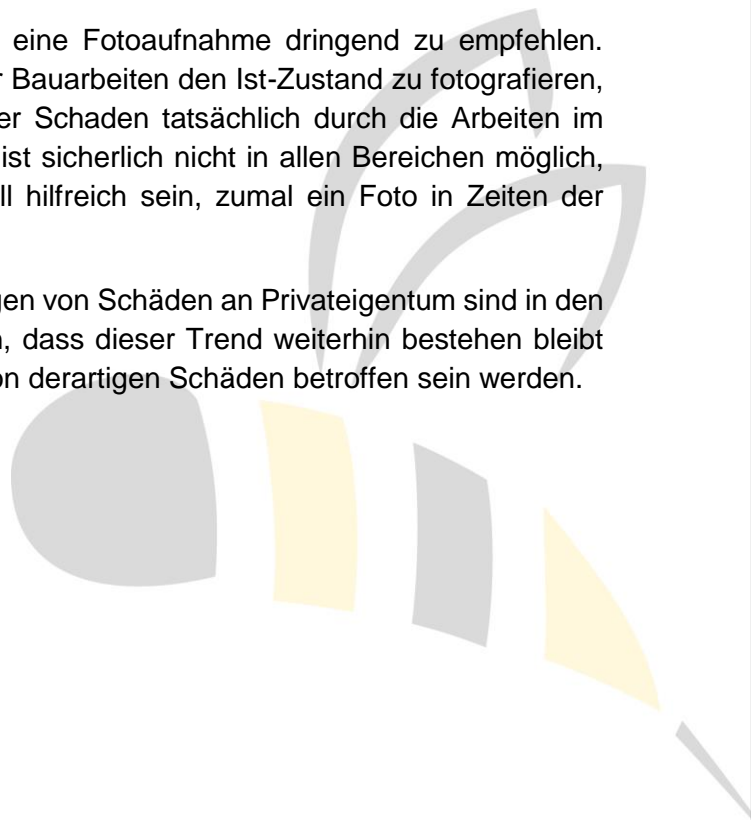 eine Fotoaufnahme dringend zu empfehlen.
Bauarbeiten den Ist-Zustand zu fotografieren,
er Schaden tatsächlich durch die Arbeiten im
ist sicherlich nicht in allen Bereichen möglich,
ll hilfreich sein, zumal ein Foto in Zeiten der
gen von Schäden an Privateigentum sind in den
, dass dieser Trend weiterhin bestehen bleibt
on derartigen Schäden betroffen sein werden.